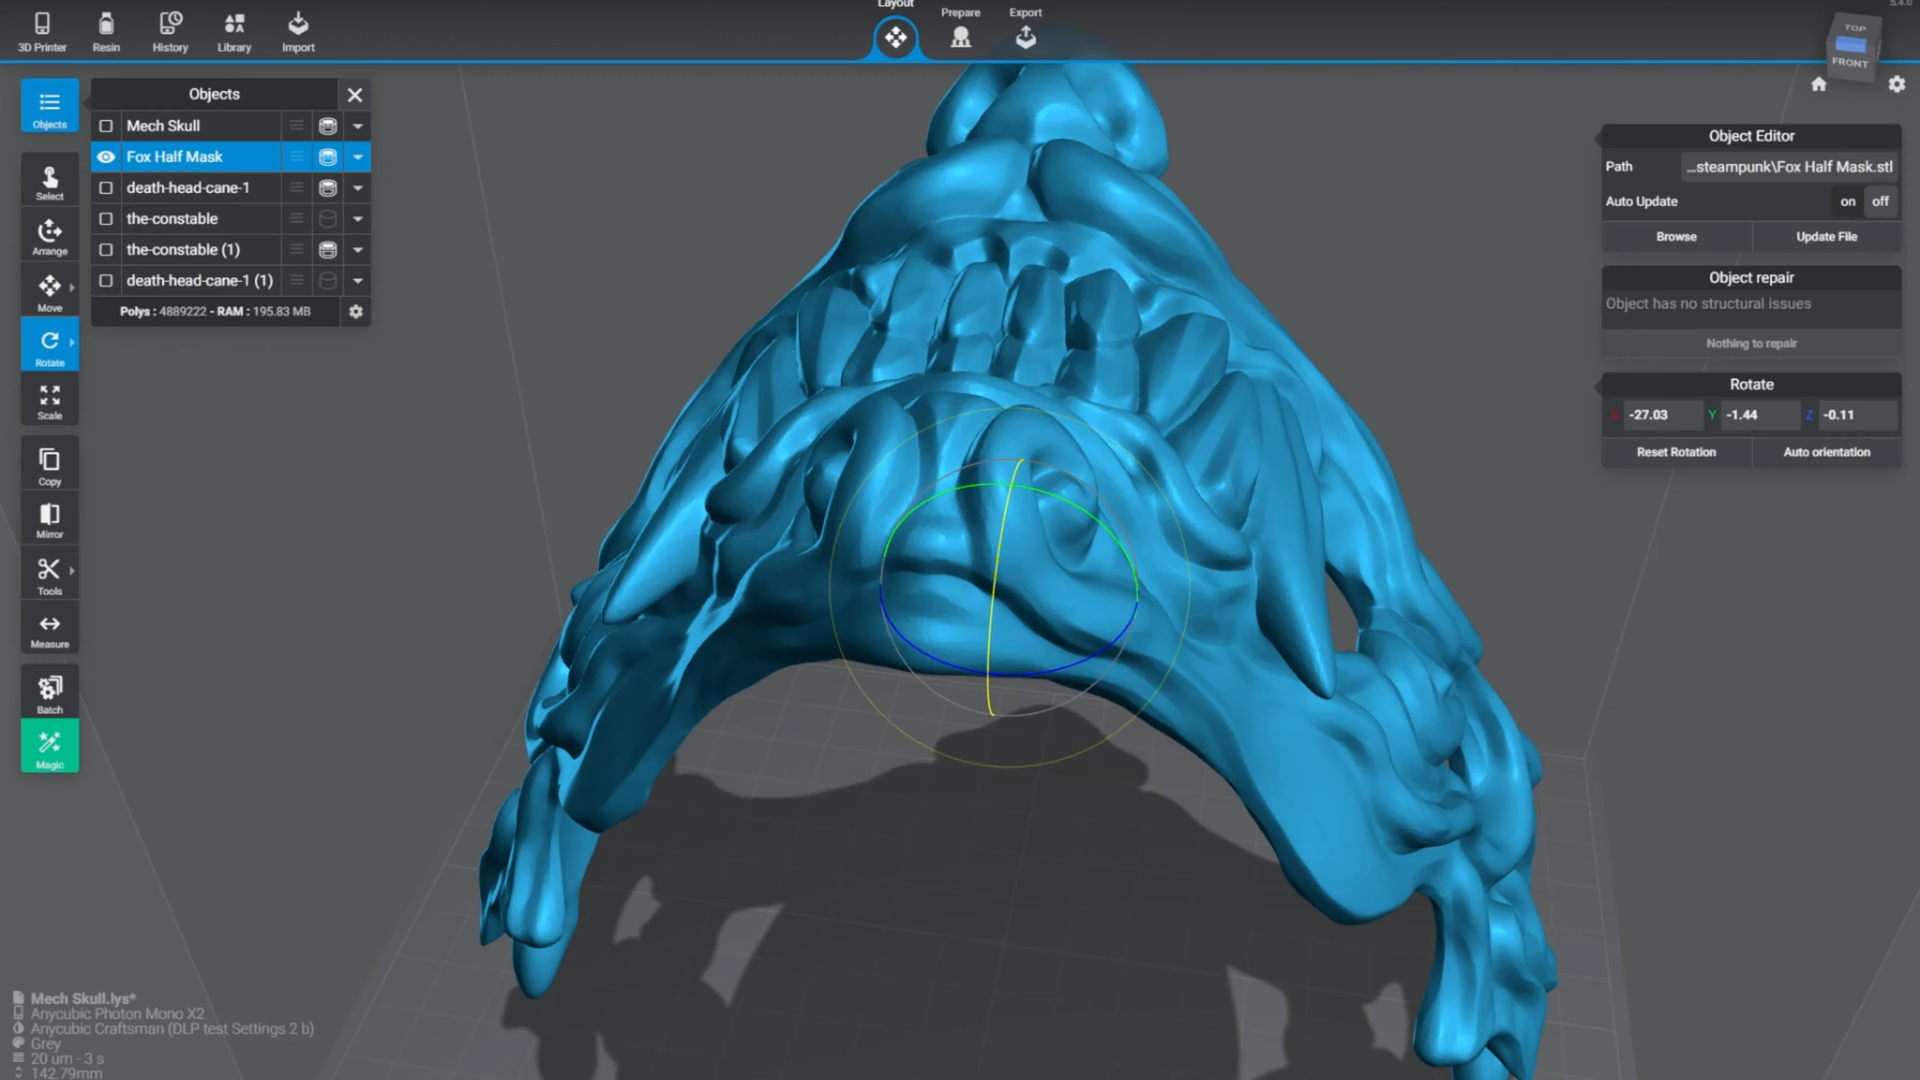 Layout
5.4.0
3D Printer
Resin
History
Library
Import
Prepare
Export
TOP
FRONT
Objects
Objects
Mech Skull
Fox Half Mask
death-head-cane-1
the-constable
the-constable (1)
death-head-cane-1 (1)
Polys : 4889222 - RAM : 195.83 MB
Select
Arrange
Move
Rotate
Scale
Copy
Mirror
Tools
Measure
Batch
Magic
Object Editor
Path ...steampunk\Fox Half Mask.stl
Auto Update on off
Browse Update File
Object repair
Object has no structural issues
Nothing to repair
Rotate
X -27.03 Y -1.44 Z -0.11
Reset Rotation Auto orientation
Mech Skull.lys*
Anycubic Photon Mono X2
Anycubic Craftsman (DLP test Settings 2 b)
Grey
20 um - 3 s
142.79mm